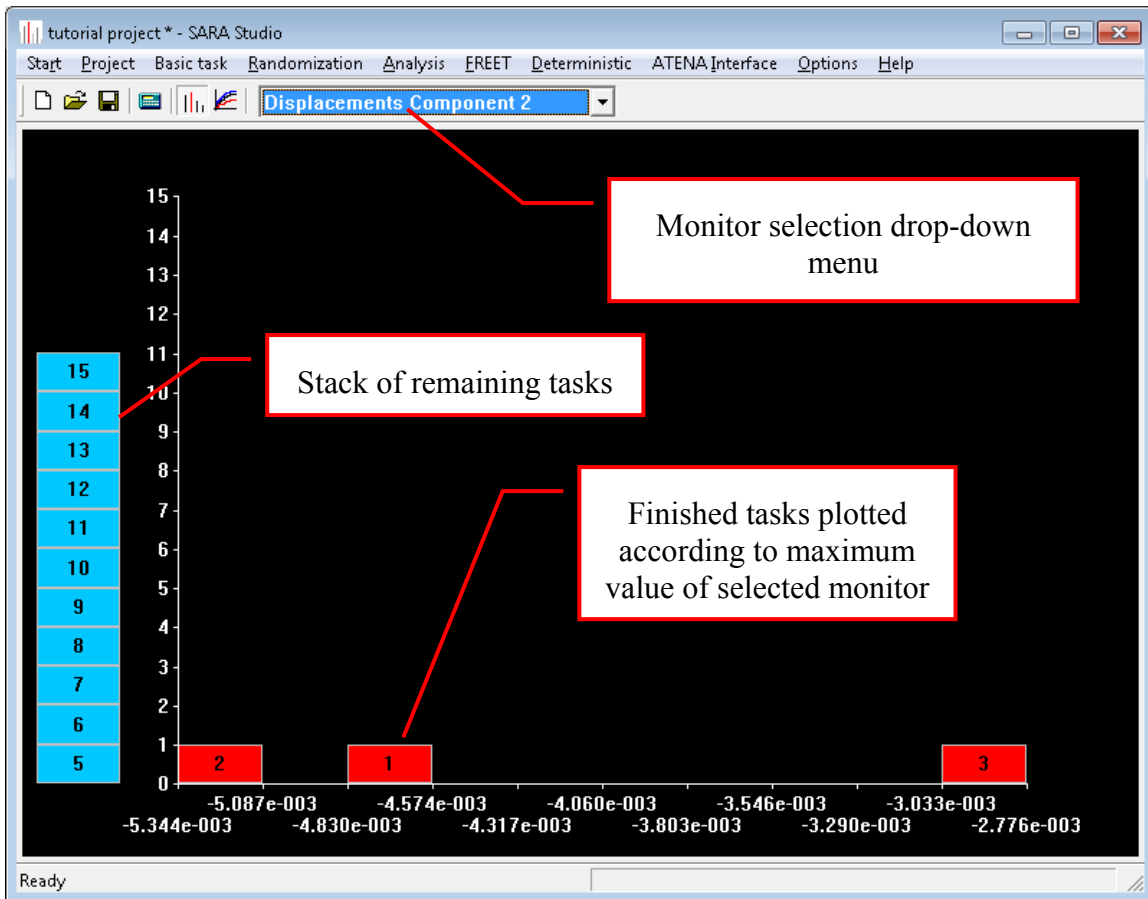 tutorial project * - SARA Studio
Start Project Basic task Randomization Analysis FREET Deterministic ATENA Interface Options Help
Displacements Component 2
Monitor selection drop-down
menu
Stack of remaining tasks
Finished tasks plotted
according to maximum
value of selected monitor
15
14
13
12
11
10
9
8
7
6
5
4
3
2
1
0
15
14
13
12
11
10
9
8
7
6
5
2 1 3
-5.087e-003 -4.574e-003 -4.060e-003 -3.546e-003 -3.033e-003
-5.344e-003 -4.830e-003 -4.317e-003 -3.803e-003 -3.290e-003 -2.776e-003
Ready